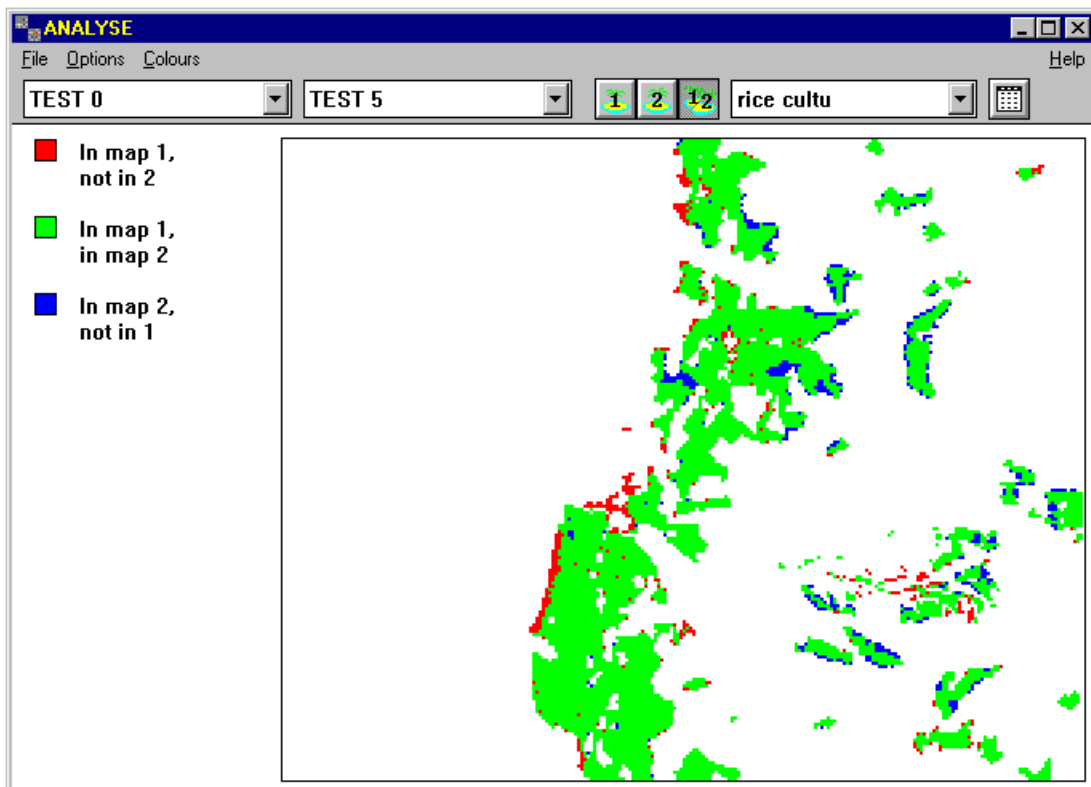 ANALYSE
File Options Colours Help
TEST 0 TEST 5 1 2 1 2 rice cultu
In map 1,
not in 2
In map 1,
in map 2
In map 2,
not in 1